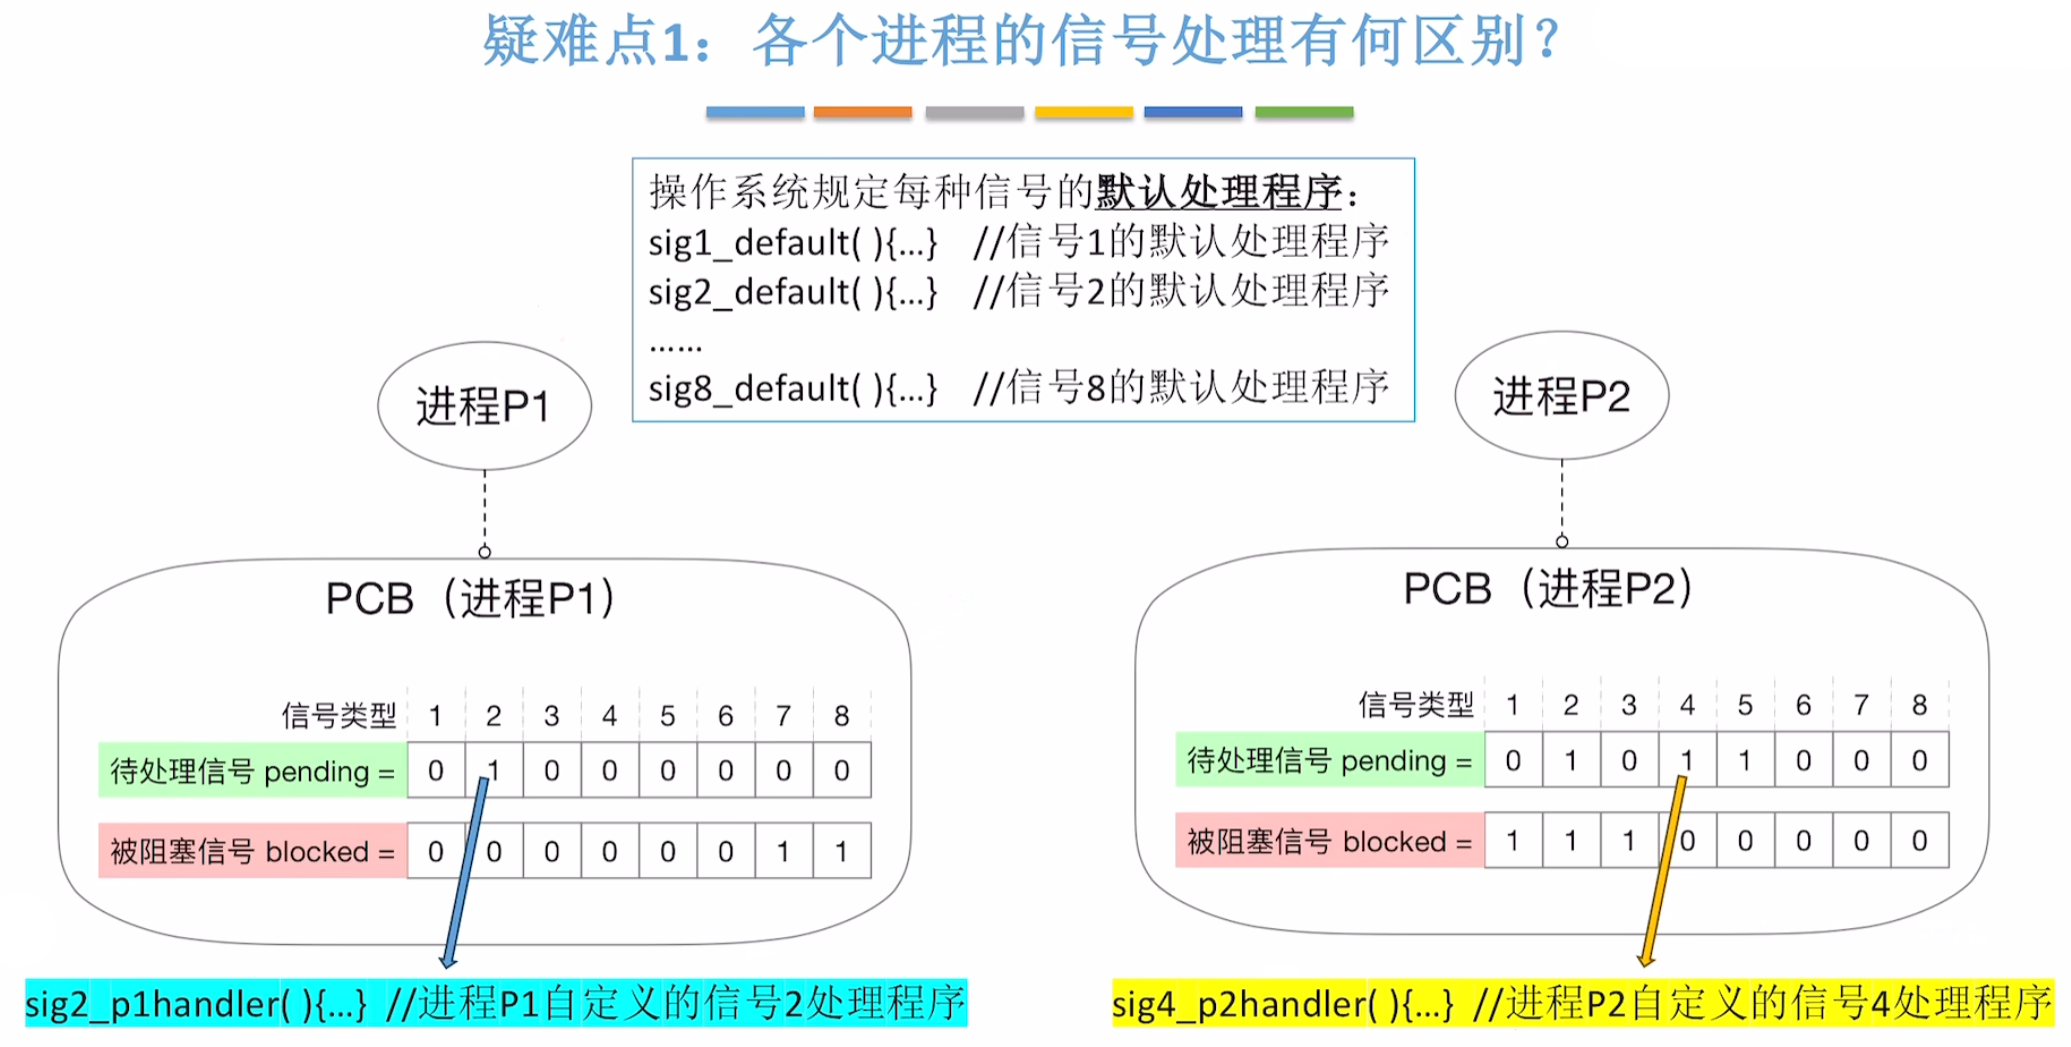 疑难点1：各个进程的信号处理有何区别？
操作系统规定每种信号的默认处理程序：
sig1_default( ){...} //信号1的默认处理程序
sig2_default( ){...} //信号2的默认处理程序
……
sig8_default( ){...} //信号8的默认处理程序
进程P1
PCB（进程P1）
信号类型 1 2 3 4 5 6 7 8
待处理信号 pending = 0 1 0 0 0 0 0 0
被阻塞信号 blocked = 0 0 0 0 0 0 1 1
sig2_p1handler( ){...} //进程P1自定义的信号2处理程序
进程P2
PCB（进程P2）
信号类型 1 2 3 4 5 6 7 8
待处理信号 pending = 0 1 0 1 1 0 0 0
被阻塞信号 blocked = 1 1 1 0 0 0 0 0
sig4_p2handler( ){...} //进程P2自定义的信号4处理程序